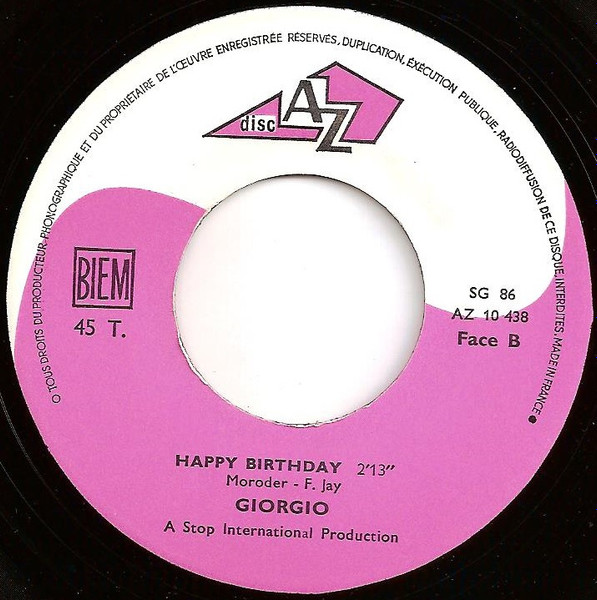 O TOUS DROITS DU PRODUCTEUR PHONOGRAPHIQUE ET DU PROPRIÉTAIRE DE L'ŒUVRE ENREGISTRÉE RÉSERVÉS, DUPLICATION, EXÉCUTION PUBLIQUE, RADIODIFFUSION DE CE DISQUE, INTERDITES, MADE IN FRANCE.
disc AZ
BIEM
45 T.
SG 86
AZ 10 438
Face B
HAPPY BIRTHDAY 2'13"
Moroder - F. Jay
GIORGIO
A Stop International Production